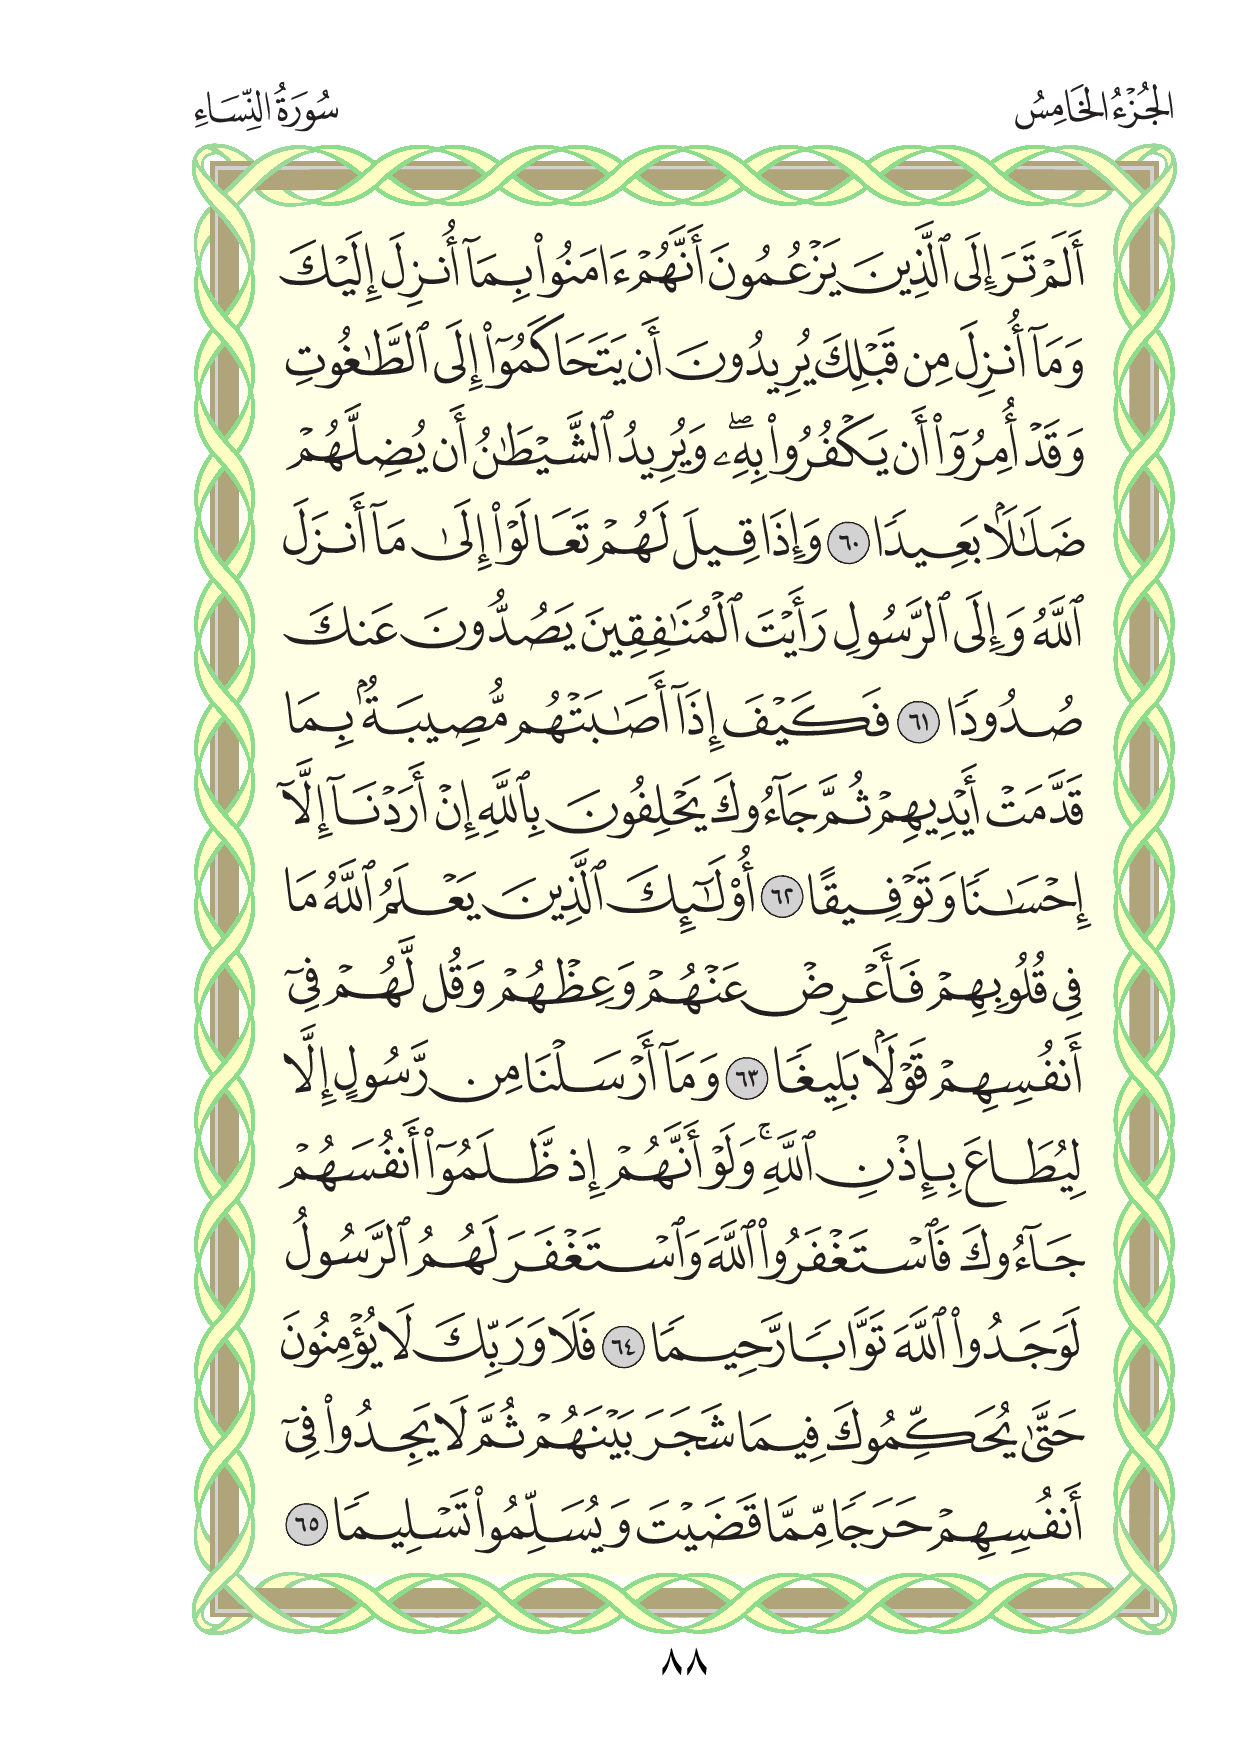 الجُزْءُ الخَامِسُ
سُورَةُ النِّسَاءِ
أَلَمْ تَرَ إِلَى ٱلَّذِينَ يَزْعُمُونَ أَنَّهُمْ ءَامَنُوا۟ بِمَآ أُنزِلَ إِلَيْكَ
وَمَآ أُنزِلَ مِن قَبْلِكَ يُرِيدُونَ أَن يَتَحَاكَمُوٓا۟ إِلَى ٱلطَّـٰغُوتِ
وَقَدْ أُمِرُوٓا۟ أَن يَكْفُرُوا۟ بِهِۦۖ وَيُرِيدُ ٱلشَّيْطَـٰنُ أَن يُضِلَّهُمْ
ضَلَـٰلًۢا بَعِيدًا ٦٠ وَإِذَا قِيلَ لَهُمْ تَعَالَوْا۟ إِلَىٰ مَآ أَنزَلَ
ٱللَّهُ وَإِلَى ٱلرَّسُولِ رَأَيْتَ ٱلْمُنَـٰفِقِينَ يَصُدُّونَ عَنكَ
صُدُودًا ٦١ فَكَيْفَ إِذَآ أَصَـٰبَتْهُم مُّصِيبَةٌۢ بِمَا
قَدَّمَتْ أَيْدِيهِمْ ثُمَّ جَآءُوكَ يَحْلِفُونَ بِٱللَّهِ إِنْ أَرَدْنَآ إِلَّآ
إِحْسَـٰنًا وَتَوْفِيقًا ٦٢ أُو۟لَـٰٓئِكَ ٱلَّذِينَ يَعْلَمُ ٱللَّهُ مَا
فِى قُلُوبِهِمْ فَأَعْرِضْ عَنْهُمْ وَعِظْهُمْ وَقُل لَّهُمْ فِىٓ
أَنفُسِهِمْ قَوْلًۢا بَلِيغًا ٦٣ وَمَآ أَرْسَلْنَا مِن رَّسُولٍ إِلَّا
لِيُطَاعَ بِإِذْنِ ٱللَّهِۚ وَلَوْ أَنَّهُمْ إِذ ظَّلَمُوٓا۟ أَنفُسَهُمْ
جَآءُوكَ فَٱسْتَغْفَرُوا۟ ٱللَّهَ وَٱسْتَغْفَرَ لَهُمُ ٱلرَّسُولُ
لَوَجَدُوا۟ ٱللَّهَ تَوَّابًا رَّحِيمًا ٦٤ فَلَا وَرَبِّكَ لَا يُؤْمِنُونَ
حَتَّىٰ يُحَكِّمُوكَ فِيمَا شَجَرَ بَيْنَهُمْ ثُمَّ لَا يَجِدُوا۟ فِىٓ
أَنفُسِهِمْ حَرَجًا مِّمَّا قَضَيْتَ وَيُسَلِّمُوا۟ تَسْلِيمًا ٦٥
٨٨